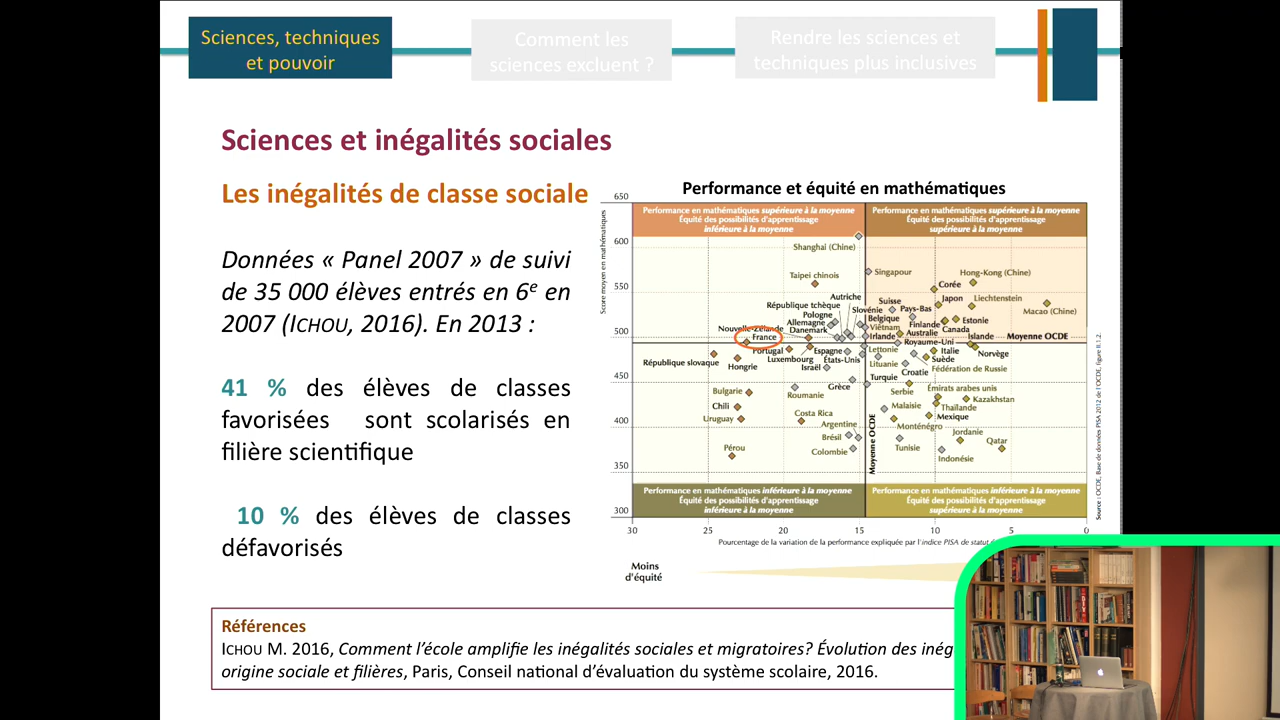 Sciences, techniques
et pouvoir
Comment les
sciences excluent ?
Rendre les sciences et
techniques plus inclusives
Sciences et inégalités sociales
Les inégalités de classe sociale
Données « Panel 2007 » de suivi
de 35 000 élèves entrés en 6e en
2007 (ICHOU, 2016). En 2013 :
41 % des élèves de classes
favorisées sont scolarisés en
filière scientifique
10 % des élèves de classes
défavorisés
Performance et équité en mathématiques
Score moyen en mathématiques
650
600
550
500
450
400
350
300
Performance en mathématiques supérieure à la moyenne
Équité des possibilités d'apprentissage
inférieure à la moyenne
Performance en mathématiques supérieure à la moyenne
Équité des possibilités d'apprentissage
supérieure à la moyenne
Shanghai (Chine)
Singapour
Hong-Kong (Chine)
Taipei chinois
Corée
Autriche
Japon
Liechtenstein
Macao (Chine)
République tchèque
Slovénie
Suisse
Pays-Bas
Pologne
Belgique
Estonie
Allemagne
Viêtnam
Finlande
Canada
Nouvelle-Zélande
Danemark
Irlande
Australie
Islande
Moyenne OCDE
France
Royaume-Uni
Portugal
Espagne
Lettonie
Italie
Norvège
République slovaque
Luxembourg
États-Unis
Suède
Hongrie
Israël
Lituanie
Croatie
Fédération de Russie
Grèce
Turquie
Bulgarie
Roumanie
Serbie
Émirats arabes unis
Kazakhstan
Chili
Malaisie
Thaïlande
Uruguay
Costa Rica
Mexique
Argentine
Monténégro
Jordanie
Brésil
Pérou
Colombie
Tunisie
Qatar
Indonésie
Moyenne OCDE
Performance en mathématiques inférieure à la moyenne
Équité des possibilités d'apprentissage
inférieure à la moyenne
Performance en mathématiques inférieure à la moyenne
Équité des possibilités d'apprentissage
supérieure à la moyenne
30 25 20 15 10 5 0
Pourcentage de la variation de la performance expliquée par l'indice PISA de statut
Source : OCDE, Base de données PISA 2012 de l'OCDE, figure II.1.2.
Moins
d'équité
Références
ICHOU M. 2016, Comment l'école amplifie les inégalités sociales et migratoires? Évolution des inég
origine sociale et filières, Paris, Conseil national d'évaluation du système scolaire, 2016.